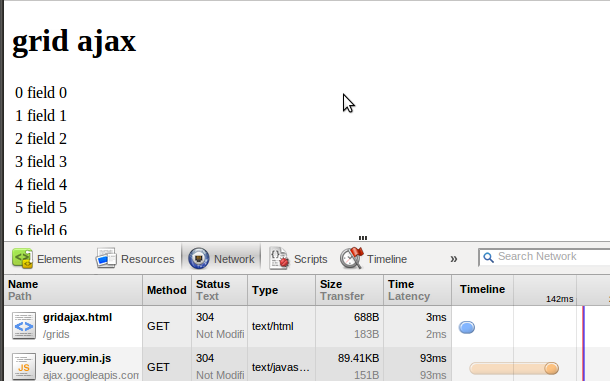 grid ajax
0 field 0
1 field 1
2 field 2
3 field 3
4 field 4
5 field 5
6 field 6
Elements Resources Network Scripts Timeline » Search Network
Name Method Status Type Size Time Timeline
Path Text Transfer Latency 142ms
gridajax.html GET 304 text/html 688B 3ms
/grids Not Modifi 183B 2ms
jquery.min.js GET 304 text/javas... 89.41KB 93ms
ajax.googleapis.com Not Modifi 151B 93ms